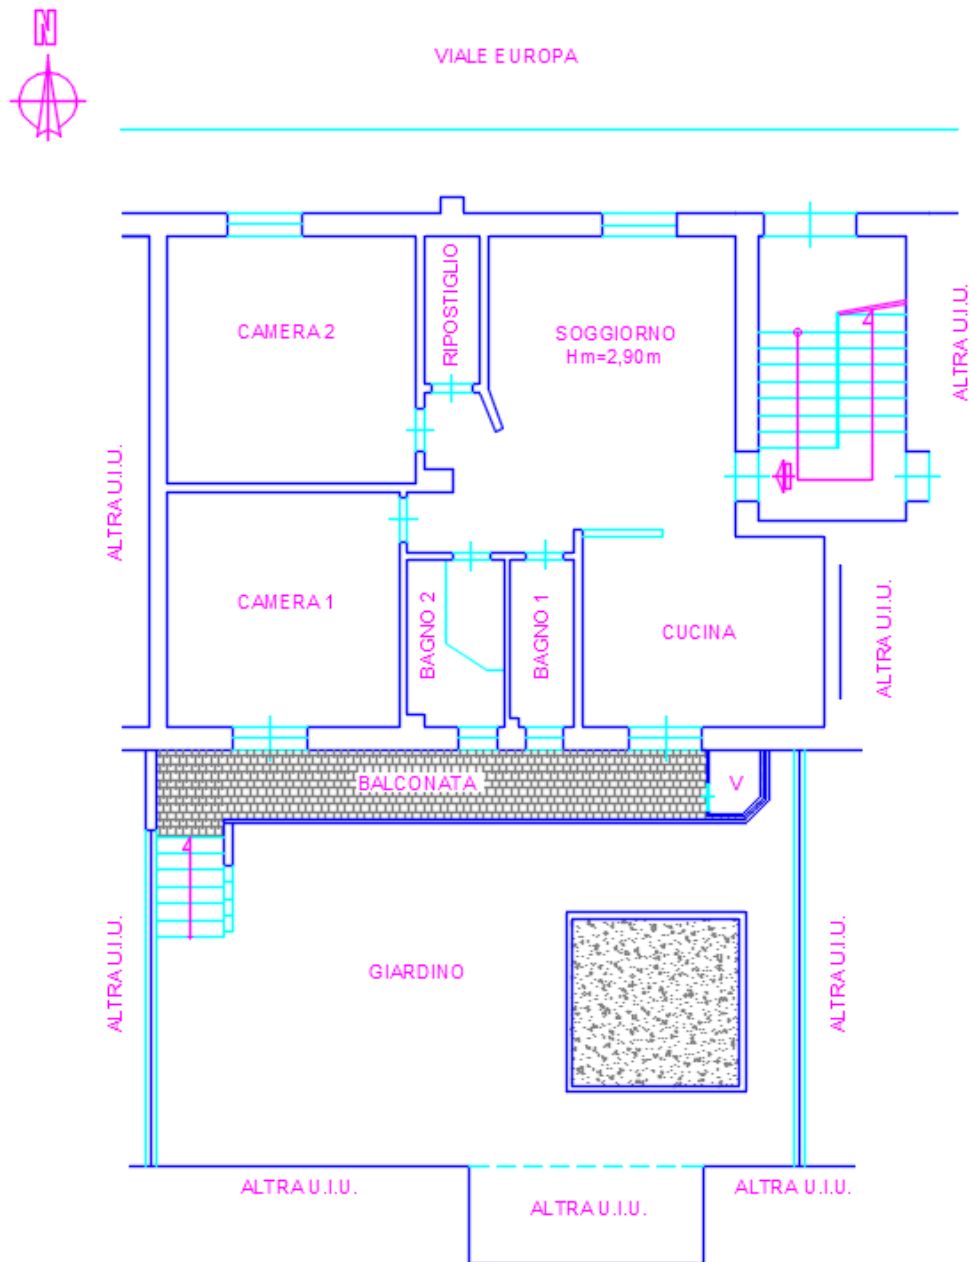 N
VIALE EUROPA
CAMERA 2
RIPOSTIGLIO
SOGGIORNO
Hm=2,90m
ALTRA U.I.U.
ALTRA U.I.U.
CAMERA 1
BAGNO 2
BAGNO 1
CUCINA
ALTRA U.I.U.
BALCONATA
V
ALTRA U.I.U.
GIARDINO
ALTRA U.I.U.
ALTRA U.I.U.
ALTRA U.I.U.
ALTRA U.I.U.